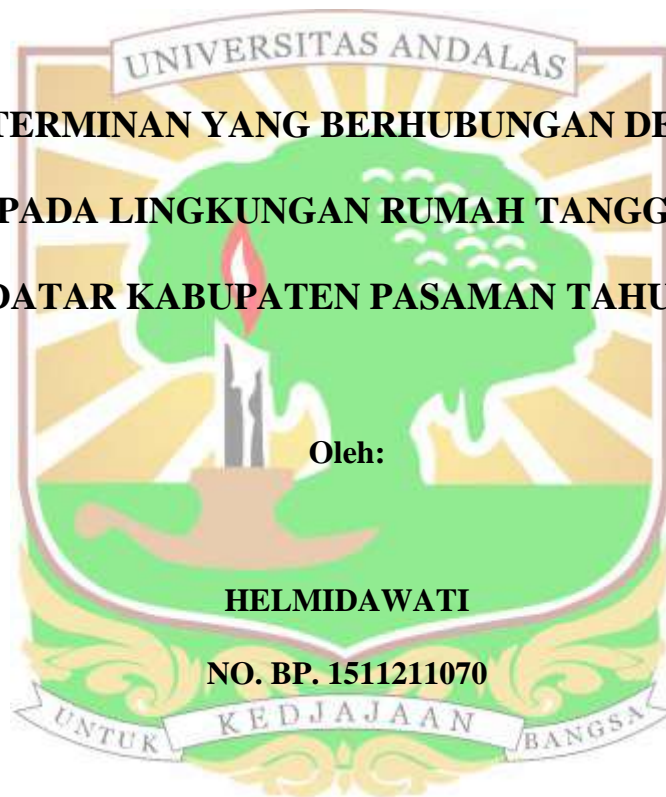 UNIVERSITAS ANDALAS
TERMINAN YANG BERHUBUNGAN DE
PADA LINGKUNGAN RUMAH TANGG
DATAR KABUPATEN PASAMAN TAHU
Oleh:
HELMIDAWATI
NO. BP. 1511211070
UNTUK KEDJAJAAN BANGSA